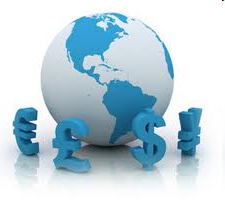 € £ $ ¥